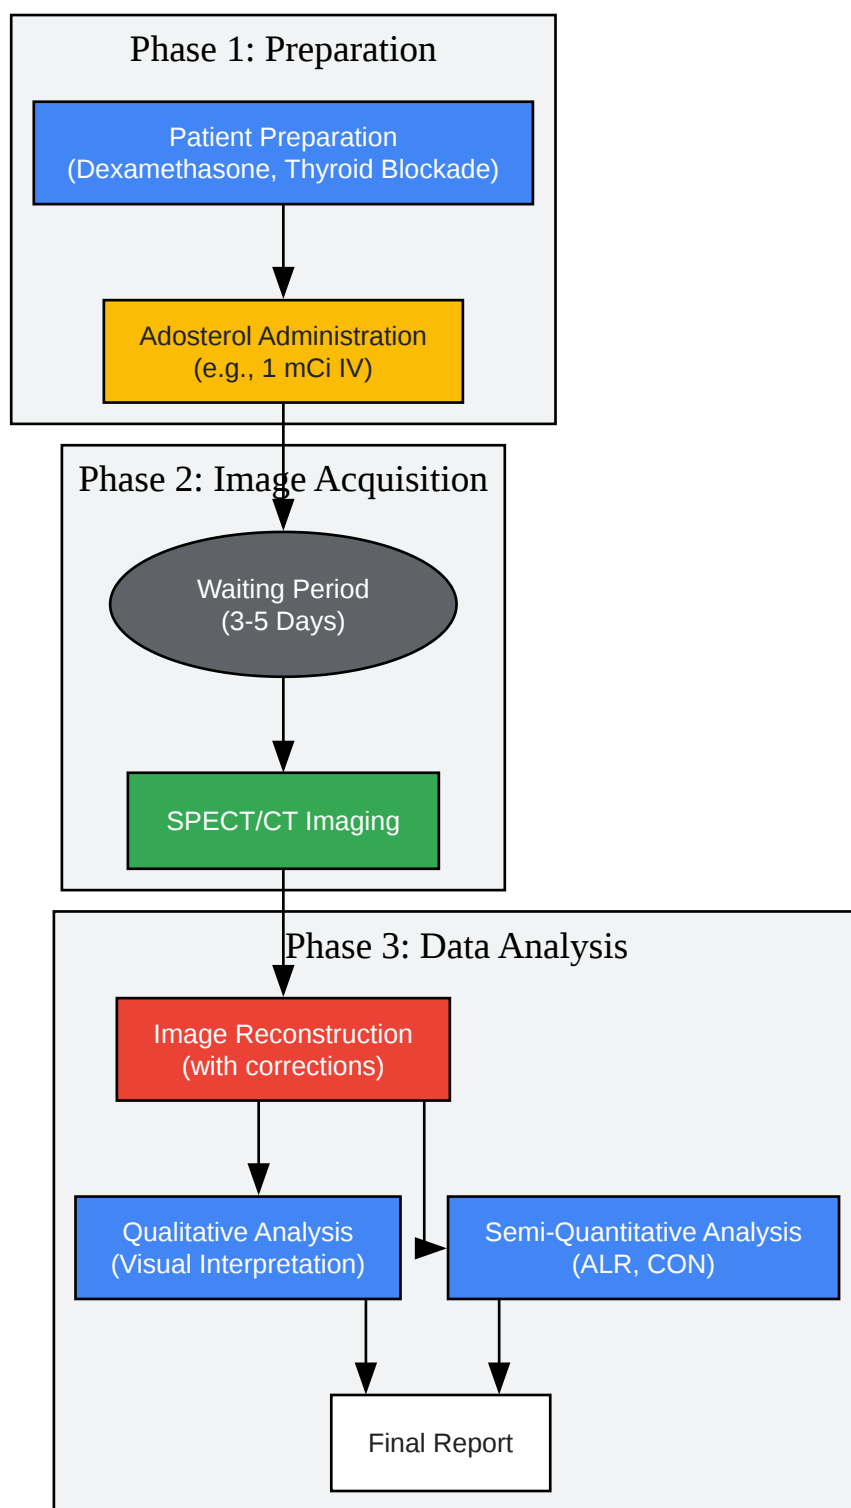 Phase 1: Preparation
Patient Preparation
(Dexamethasone, Thyroid Blockade)
Adosterol Administration
(e.g., 1 mCi IV)
Phase 2: Image Acquisition
Waiting Period
(3-5 Days)
SPECT/CT Imaging
Phase 3: Data Analysis
Image Reconstruction
(with corrections)
Qualitative Analysis
(Visual Interpretation)
Semi-Quantitative Analysis
(ALR, CON)
Final Report